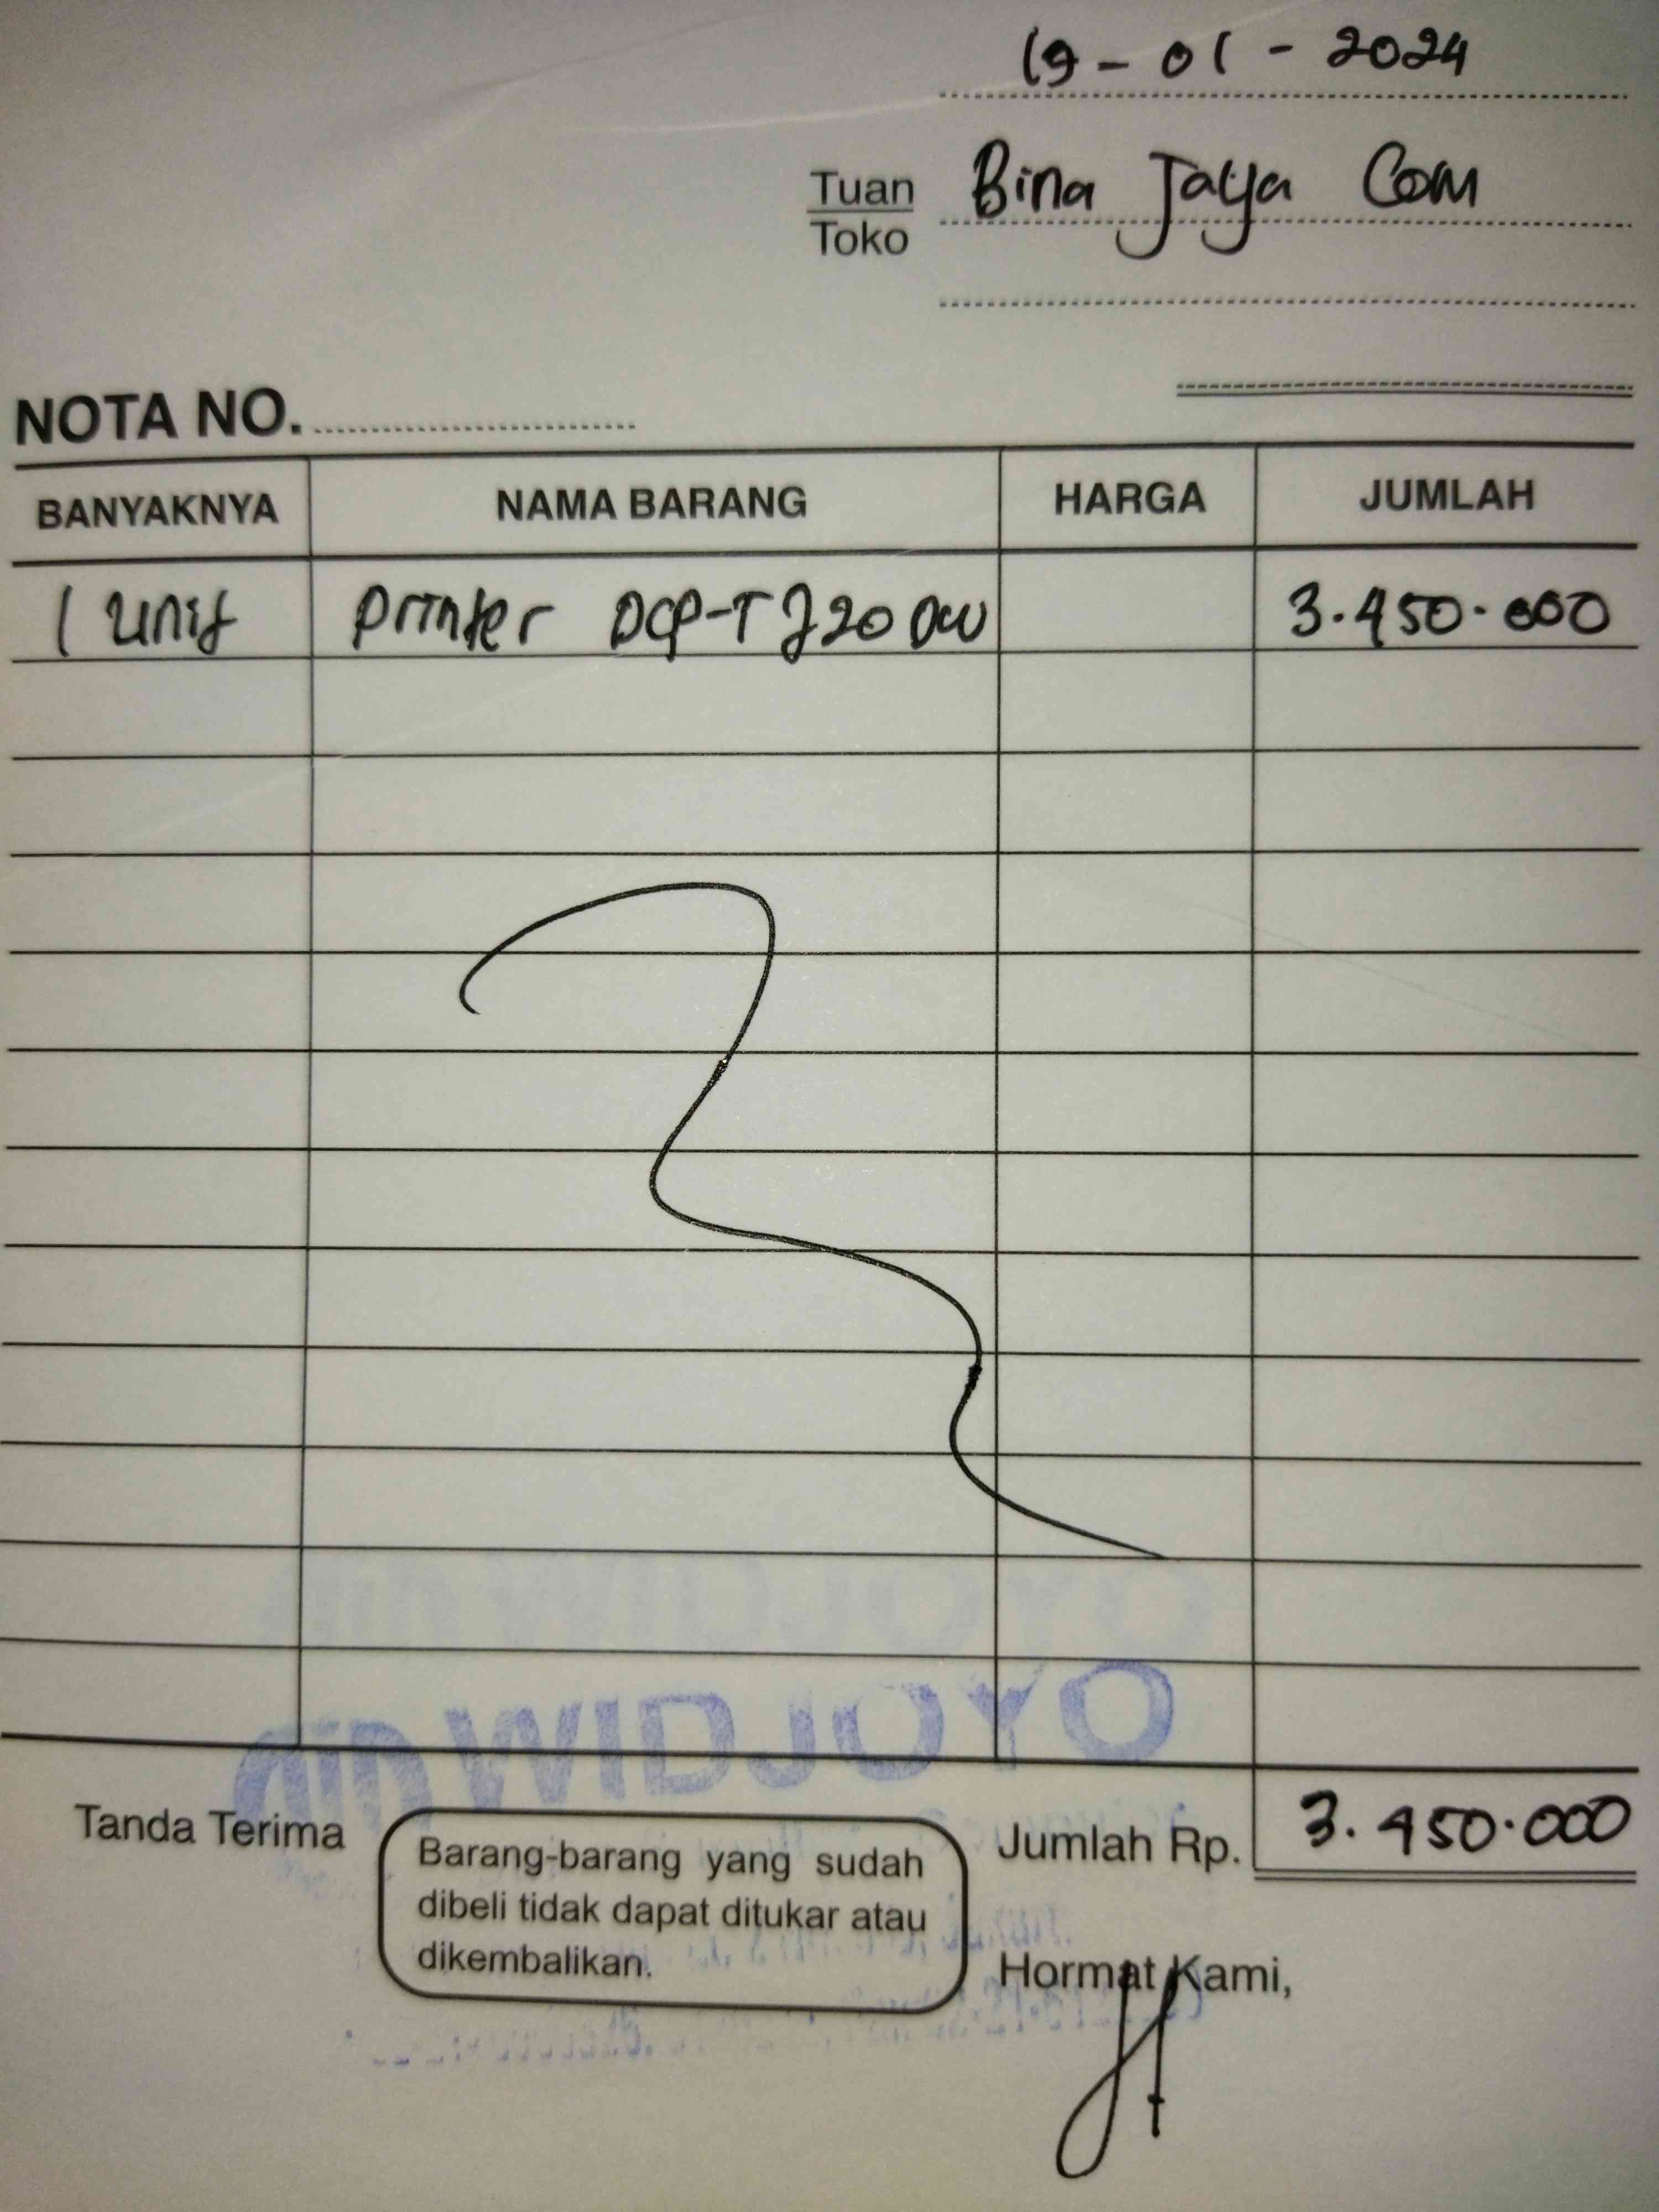 19-01-2024
Tuan Bina Jaya Com
Toko
NOTA NO.
BANYAKNYA NAMA BARANG HARGA JUMLAH
1 Unit Printer DCP-T720DW 3.450.000
WIDJOYO
WIDJOYO
Tanda Terima
Barang-barang yang sudah
dibeli tidak dapat ditukar atau
dikembalikan.
Jumlah Rp. 3.450.000
Hormat Kami,